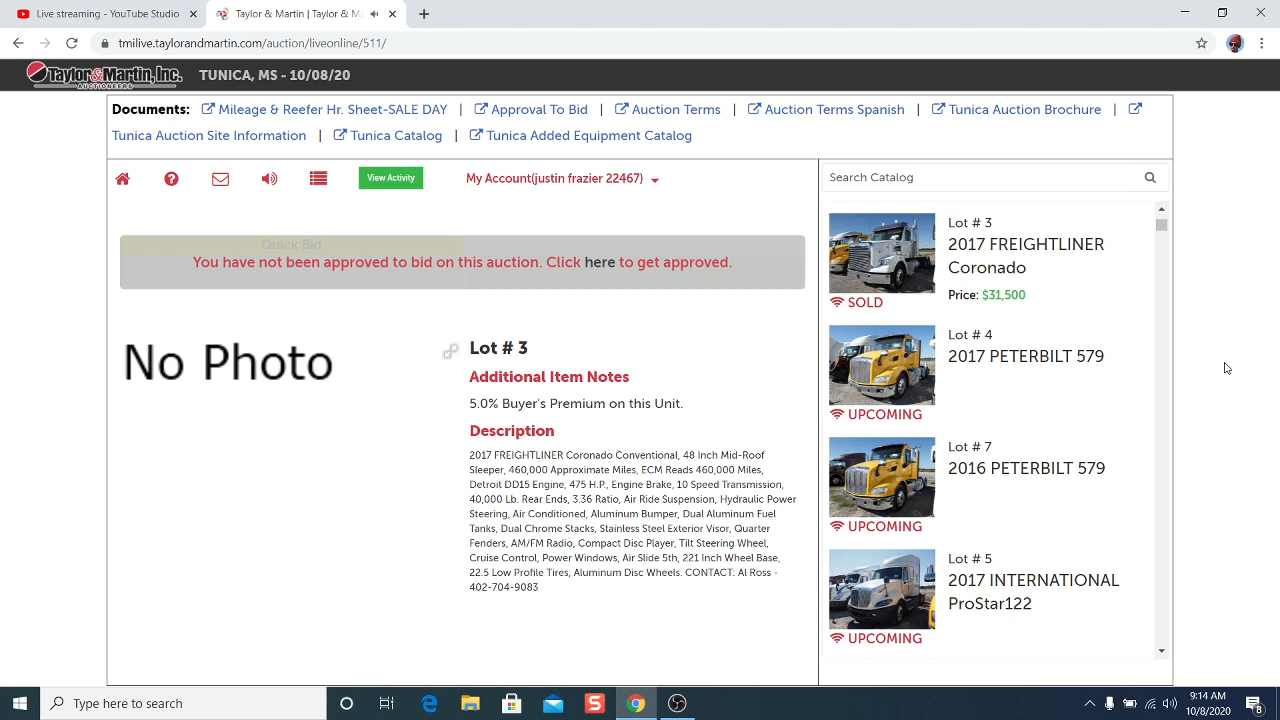 Live streaming - YouTube Studio
Taylor & Martin | Taylor & M
tmilive.taylorandmartin.com/auction/liveonline/511/
Taylor & Martin, Inc.
AUCTIONEERS
TUNICA, MS - 10/08/20
Documents: Mileage & Reefer Hr. Sheet-SALE DAY | Approval To Bid | Auction Terms | Auction Terms Spanish | Tunica Auction Brochure |
Tunica Auction Site Information | Tunica Catalog | Tunica Added Equipment Catalog
View Activity
My Account(justin frazier 22467)
Quick Bid
You have not been approved to bid on this auction. Click here to get approved.
No Photo
Lot # 3
Additional Item Notes
5.0% Buyer's Premium on this Unit.
Description
2017 FREIGHTLINER Coronado Conventional, 48 Inch Mid-Roof
Sleeper, 460,000 Approximate Miles, ECM Reads 460,000 Miles,
Detroit DD15 Engine, 475 H.P., Engine Brake, 10 Speed Transmission,
40,000 Lb. Rear Ends, 3.36 Ratio, Air Ride Suspension, Hydraulic Power
Steering, Air Conditioned, Aluminum Bumper, Dual Aluminum Fuel
Tanks, Dual Chrome Stacks, Stainless Steel Exterior Visor, Quarter
Fenders, AM/FM Radio, Compact Disc Player, Tilt Steering Wheel,
Cruise Control, Power Windows, Air Slide 5th, 221 Inch Wheel Base,
22.5 Low Profile Tires, Aluminum Disc Wheels. CONTACT: Al Ross -
402-704-9083
Search Catalog
Lot # 3
2017 FREIGHTLINER
Coronado
Price: $31,500
SOLD
Lot # 4
2017 PETERBILT 579
UPCOMING
Lot # 7
2016 PETERBILT 579
UPCOMING
Lot # 5
2017 INTERNATIONAL
ProStar122
UPCOMING
Type here to search
9:14 AM
10/8/2020
8